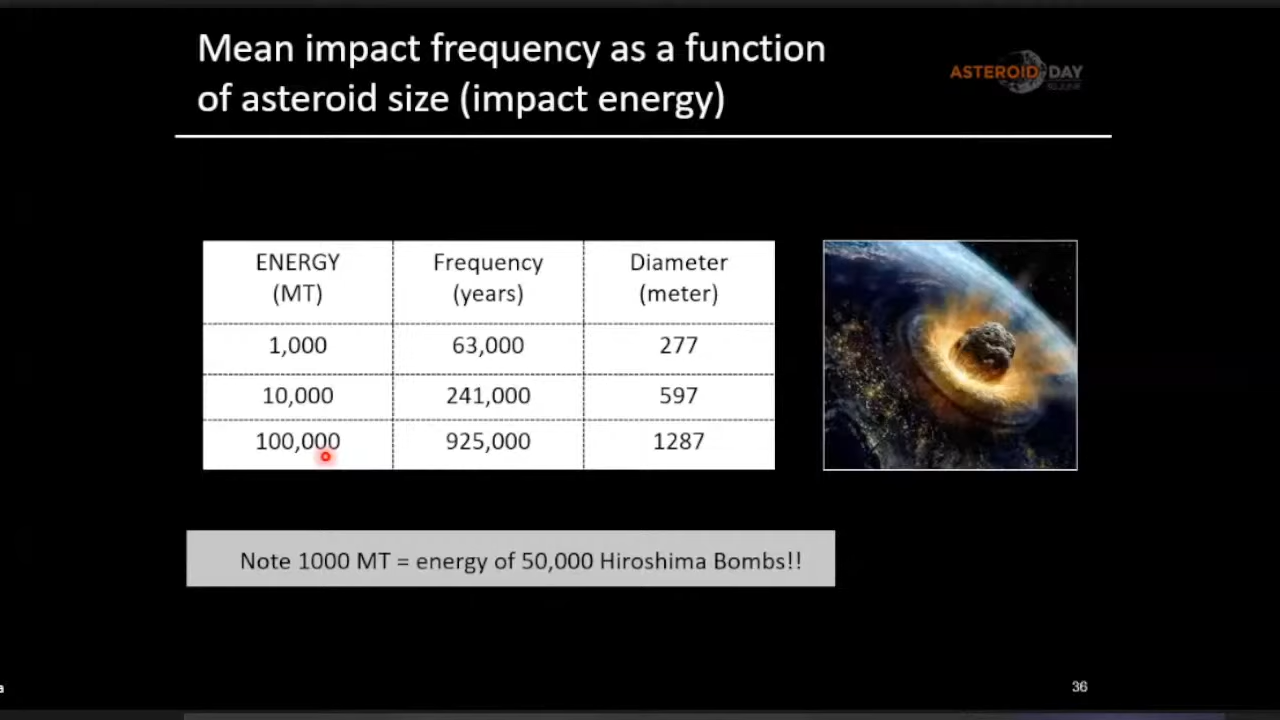 Mean impact frequency as a function
of asteroid size (impact energy)
ASTEROID DAY
ENERGY (MT) Frequency (years) Diameter (meter)
1,000 63,000 277
10,000 241,000 597
100,000 925,000 1287
Note 1000 MT = energy of 50,000 Hiroshima Bombs!!
36